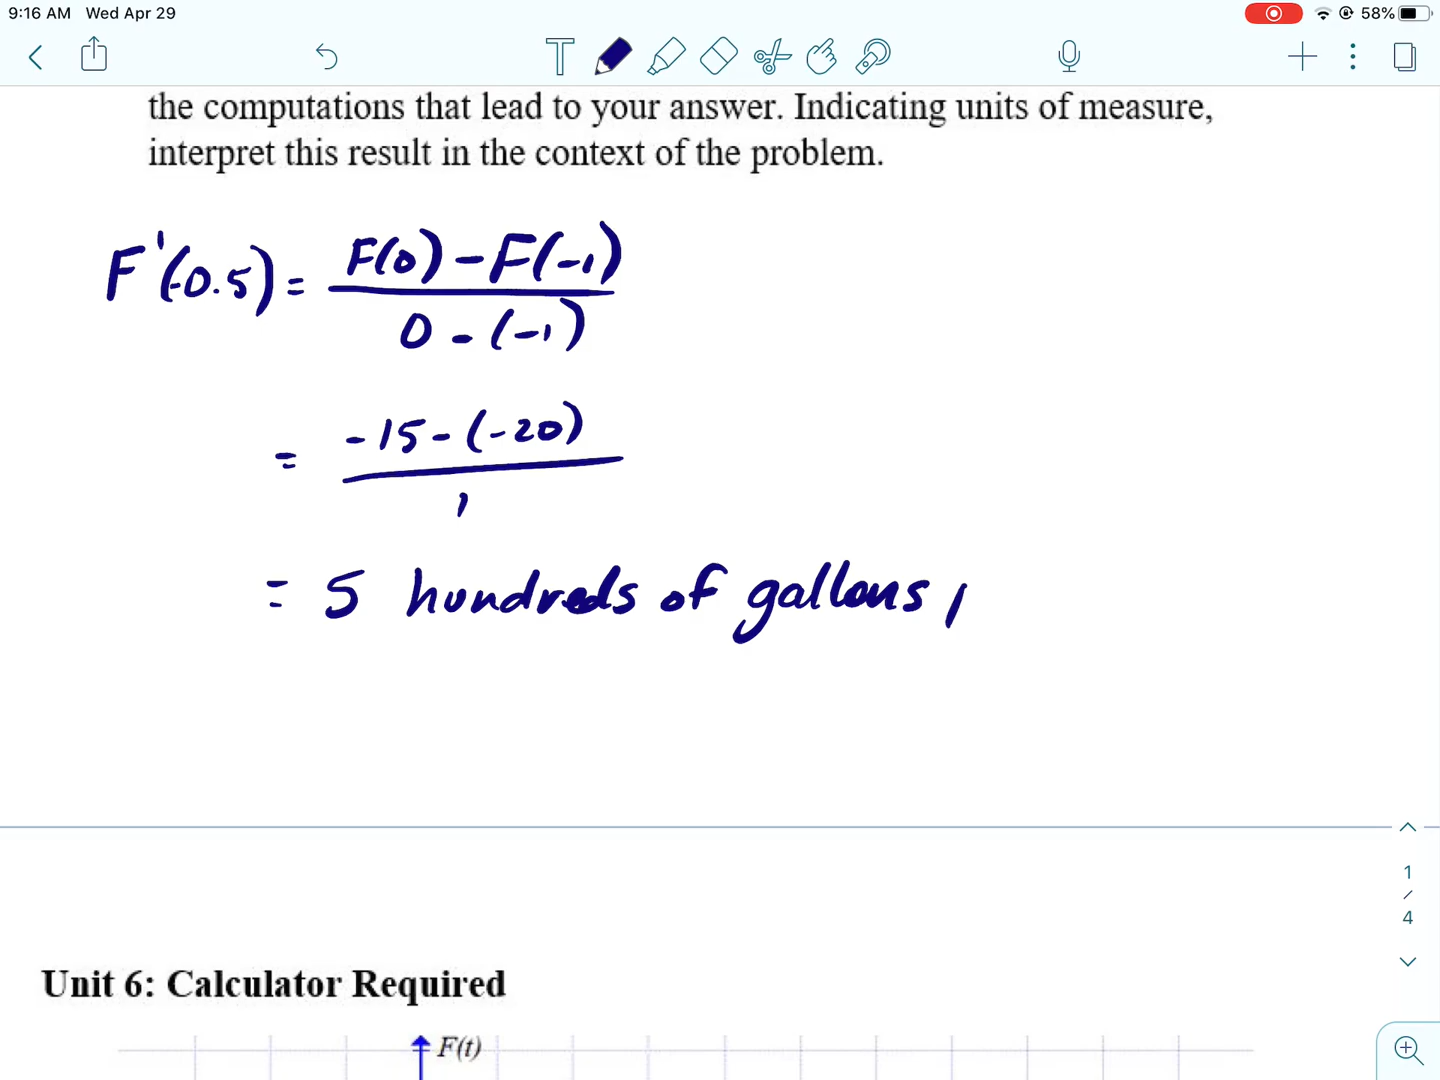 9:16 AM Wed Apr 29 58%
the computations that lead to your answer. Indicating units of measure,
interpret this result in the context of the problem.
F'(-0.5) = F(0) - F(-1)
0 - (-1)
= -15 - (-20)
1
= 5 hundreds of gallons /
1
/
4
Unit 6: Calculator Required
F(t)